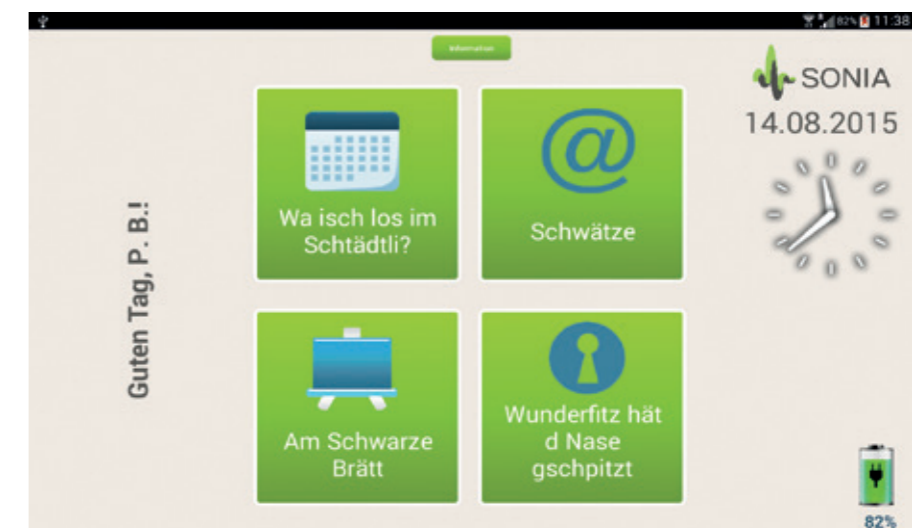 82% 11:38
Information
SONIA
14.08.2015
Guten Tag, P. B.!
Wa isch los im
Schtädtli?
Schwätze
Am Schwarze
Brätt
Wunderfitz hät
d Nase
gschpitzt
82%